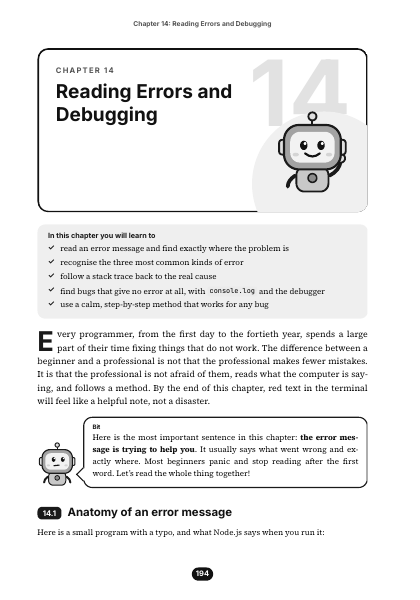 Chapter 14: Reading Errors and Debugging
CHAPTER 14
14
Reading Errors and
Debugging
In this chapter you will learn to
✓ read an error message and find exactly where the problem is
✓ recognise the three most common kinds of error
✓ follow a stack trace back to the real cause
✓ find bugs that give no error at all, with console.log and the debugger
✓ use a calm, step-by-step method that works for any bug
Every programmer, from the first day to the fortieth year, spends a large
part of their time fixing things that do not work. The difference between a
beginner and a professional is not that the professional makes fewer mistakes.
It is that the professional is not afraid of them, reads what the computer is say-
ing, and follows a method. By the end of this chapter, red text in the terminal
will feel like a helpful note, not a disaster.
Bit
Here is the most important sentence in this chapter: the error mes-
sage is trying to help you. It usually says what went wrong and ex-
actly where. Most beginners panic and stop reading after the first
word. Let's read the whole thing together!
14.1 Anatomy of an error message
Here is a small program with a typo, and what Node.js says when you run it:
194